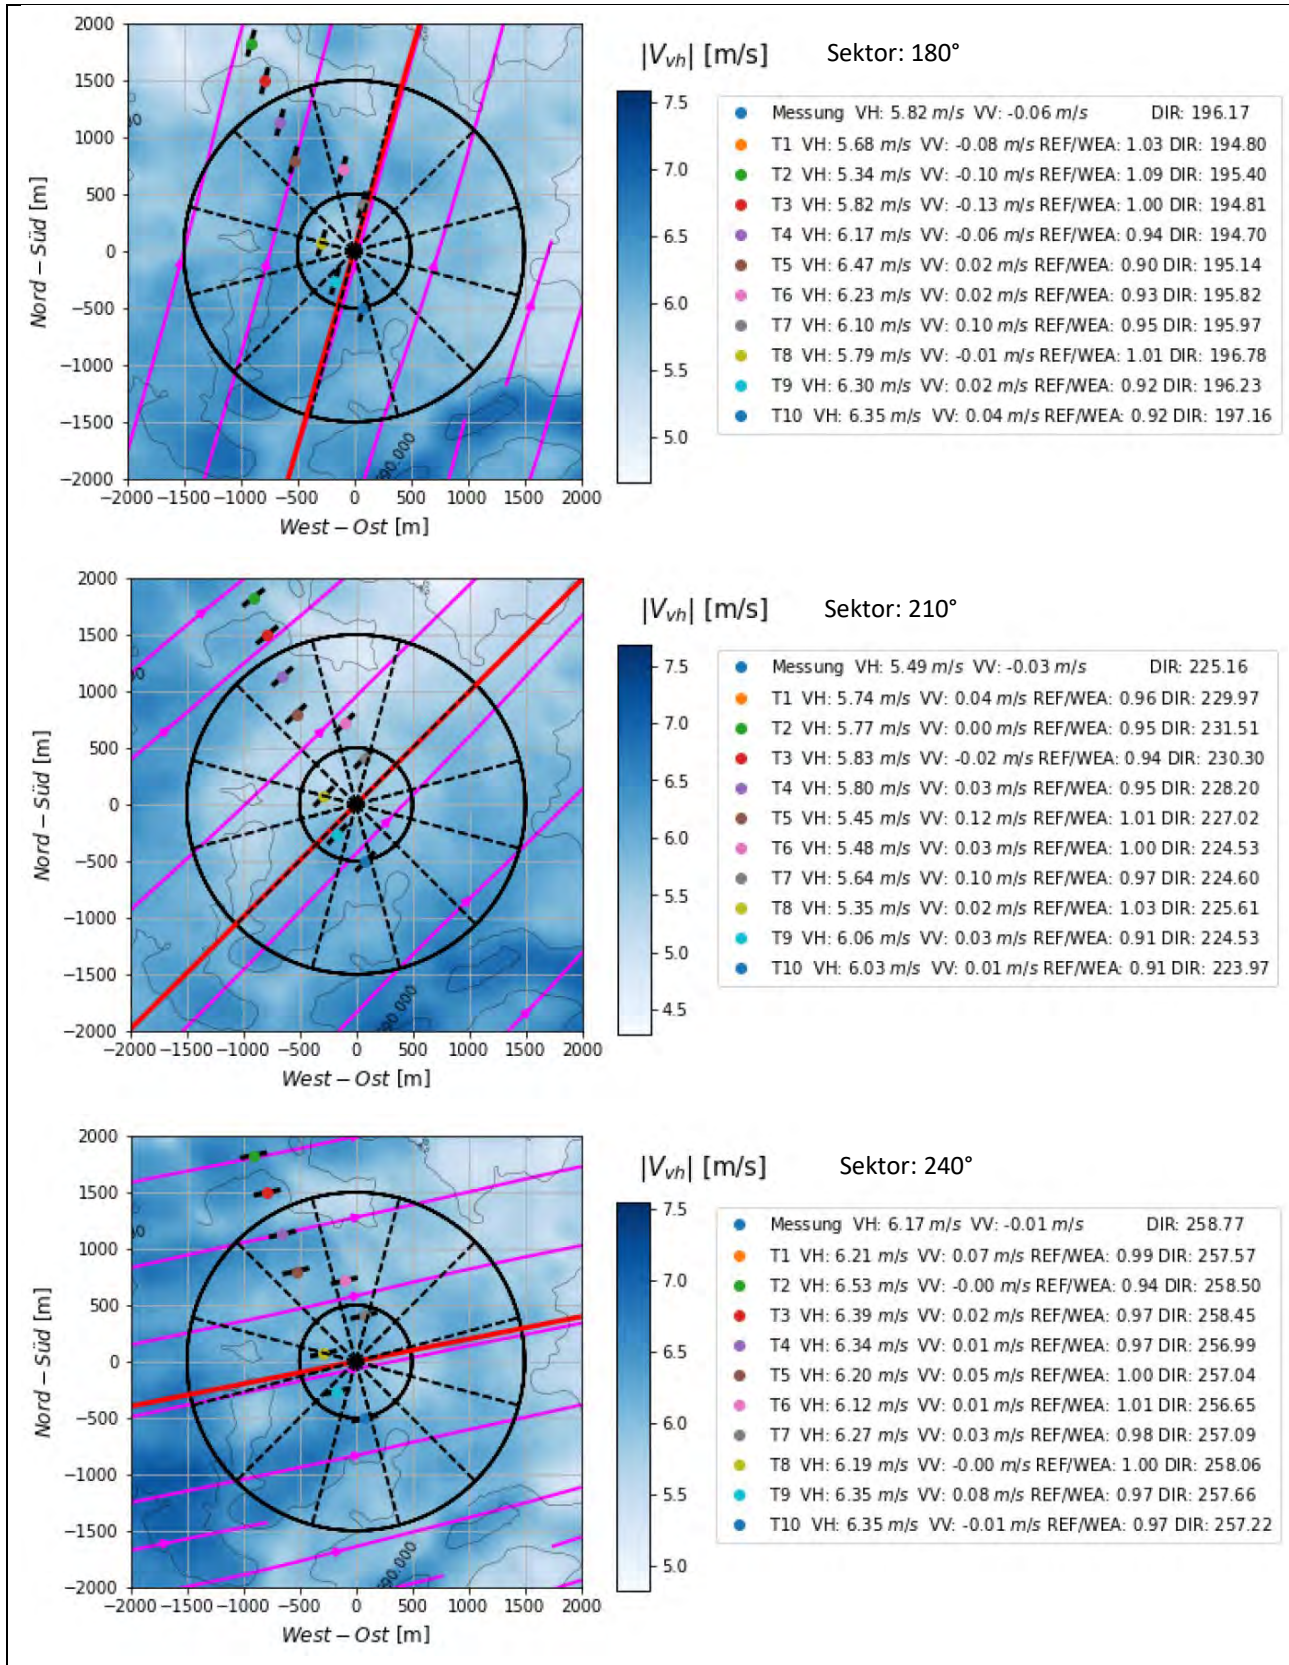 |V_vh| [m/s] Sektor: 180°
2000
1500
1000
500
0
−500
−1000
−1500
−2000
Nord − Süd [m]
−2000 −1500 −1000 −500 0 500 1000 1500 2000
West − Ost [m]
90.000
7.5
7.0
6.5
6.0
5.5
5.0
Messung VH: 5.82 m/s VV: -0.06 m/s DIR: 196.17
T1 VH: 5.68 m/s VV: -0.08 m/s REF/WEA: 1.03 DIR: 194.80
T2 VH: 5.34 m/s VV: -0.10 m/s REF/WEA: 1.09 DIR: 195.40
T3 VH: 5.82 m/s VV: -0.13 m/s REF/WEA: 1.00 DIR: 194.81
T4 VH: 6.17 m/s VV: -0.06 m/s REF/WEA: 0.94 DIR: 194.70
T5 VH: 6.47 m/s VV: 0.02 m/s REF/WEA: 0.90 DIR: 195.14
T6 VH: 6.23 m/s VV: 0.02 m/s REF/WEA: 0.93 DIR: 195.82
T7 VH: 6.10 m/s VV: 0.10 m/s REF/WEA: 0.95 DIR: 195.97
T8 VH: 5.79 m/s VV: -0.01 m/s REF/WEA: 1.01 DIR: 196.78
T9 VH: 6.30 m/s VV: 0.02 m/s REF/WEA: 0.92 DIR: 196.23
T10 VH: 6.35 m/s VV: 0.04 m/s REF/WEA: 0.92 DIR: 197.16
|V_vh| [m/s] Sektor: 210°
2000
1500
1000
500
0
−500
−1000
−1500
−2000
Nord − Süd [m]
−2000 −1500 −1000 −500 0 500 1000 1500 2000
West − Ost [m]
90.000
7.5
7.0
6.5
6.0
5.5
5.0
4.5
Messung VH: 5.49 m/s VV: -0.03 m/s DIR: 225.16
T1 VH: 5.74 m/s VV: 0.04 m/s REF/WEA: 0.96 DIR: 229.97
T2 VH: 5.77 m/s VV: 0.00 m/s REF/WEA: 0.95 DIR: 231.51
T3 VH: 5.83 m/s VV: -0.02 m/s REF/WEA: 0.94 DIR: 230.30
T4 VH: 5.80 m/s VV: 0.03 m/s REF/WEA: 0.95 DIR: 228.20
T5 VH: 5.45 m/s VV: 0.12 m/s REF/WEA: 1.01 DIR: 227.02
T6 VH: 5.48 m/s VV: 0.03 m/s REF/WEA: 1.00 DIR: 224.53
T7 VH: 5.64 m/s VV: 0.10 m/s REF/WEA: 0.97 DIR: 224.60
T8 VH: 5.35 m/s VV: 0.02 m/s REF/WEA: 1.03 DIR: 225.61
T9 VH: 6.06 m/s VV: 0.03 m/s REF/WEA: 0.91 DIR: 224.53
T10 VH: 6.03 m/s VV: 0.01 m/s REF/WEA: 0.91 DIR: 223.97
|V_vh| [m/s] Sektor: 240°
2000
1500
1000
500
0
−500
−1000
−1500
−2000
Nord − Süd [m]
−2000 −1500 −1000 −500 0 500 1000 1500 2000
West − Ost [m]
90.000
7.5
7.0
6.5
6.0
5.5
5.0
Messung VH: 6.17 m/s VV: -0.01 m/s DIR: 258.77
T1 VH: 6.21 m/s VV: 0.07 m/s REF/WEA: 0.99 DIR: 257.57
T2 VH: 6.53 m/s VV: -0.00 m/s REF/WEA: 0.94 DIR: 258.50
T3 VH: 6.39 m/s VV: 0.02 m/s REF/WEA: 0.97 DIR: 258.45
T4 VH: 6.34 m/s VV: 0.01 m/s REF/WEA: 0.97 DIR: 256.99
T5 VH: 6.20 m/s VV: 0.05 m/s REF/WEA: 1.00 DIR: 257.04
T6 VH: 6.12 m/s VV: 0.01 m/s REF/WEA: 1.01 DIR: 256.65
T7 VH: 6.27 m/s VV: 0.03 m/s REF/WEA: 0.98 DIR: 257.09
T8 VH: 6.19 m/s VV: -0.00 m/s REF/WEA: 1.00 DIR: 258.06
T9 VH: 6.35 m/s VV: 0.08 m/s REF/WEA: 0.97 DIR: 257.66
T10 VH: 6.35 m/s VV: -0.01 m/s REF/WEA: 0.97 DIR: 257.22